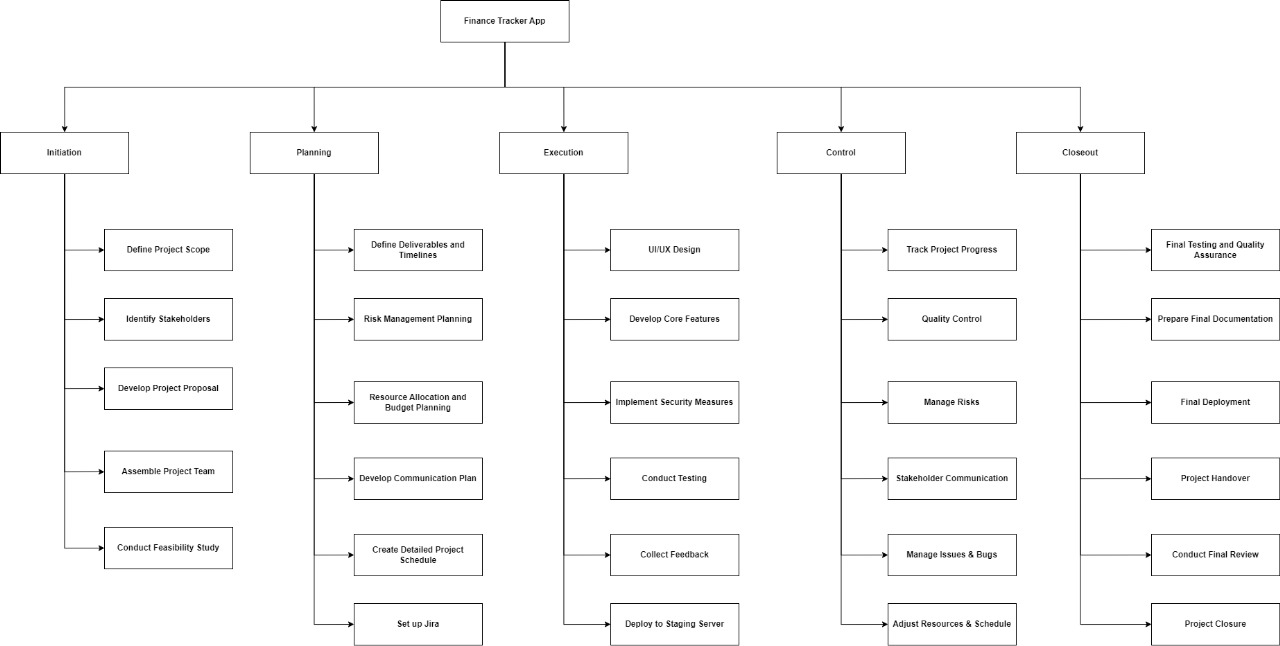 Finance Tracker App
Initiation
Planning
Execution
Control
Closeout
Define Project Scope
Identify Stakeholders
Develop Project Proposal
Assemble Project Team
Conduct Feasibility Study
Define Deliverables and
Timelines
Risk Management Planning
Resource Allocation and
Budget Planning
Develop Communication Plan
Create Detailed Project
Schedule
Set up Jira
UI/UX Design
Develop Core Features
Implement Security Measures
Conduct Testing
Collect Feedback
Deploy to Staging Server
Track Project Progress
Quality Control
Manage Risks
Stakeholder Communication
Manage Issues & Bugs
Adjust Resources & Schedule
Final Testing and Quality
Assurance
Prepare Final Documentation
Final Deployment
Project Handover
Conduct Final Review
Project Closure